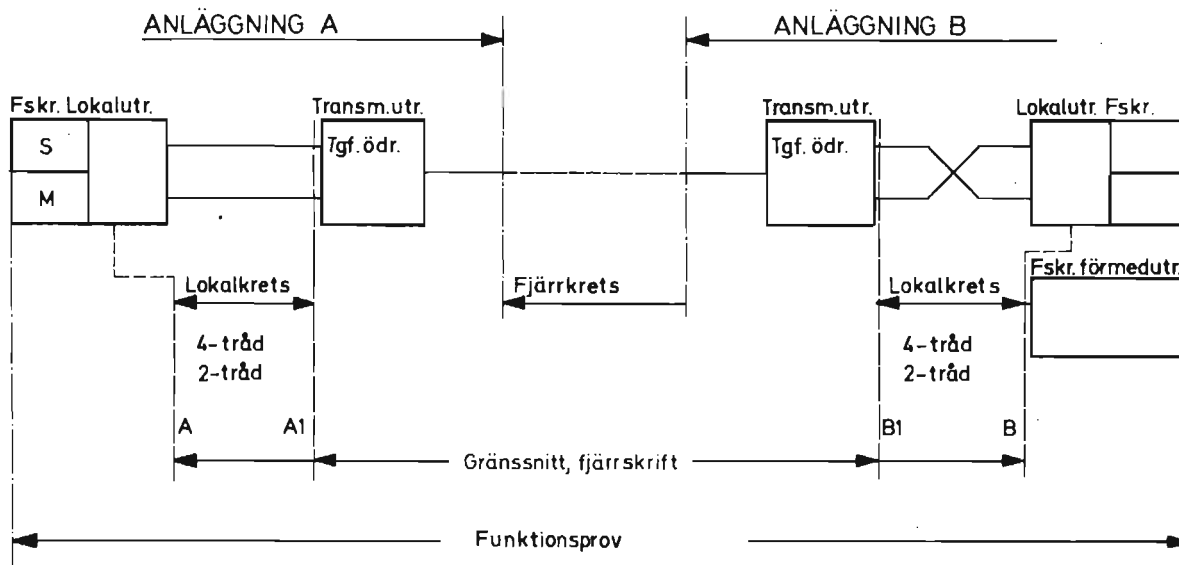 ANLÄGGNING A
ANLÄGGNING B
Fskr. Lokalutr.
Transm.utr.
Transm.utr.
Lokalutr. Fskr.
S
M
Tgf. ödr.
Tgf. ödr.
Fskr. förmedutr.
Lokalkrets
Fjärrkrets
Lokalkrets
4-tråd
2-tråd
4-tråd
2-tråd
A
A1
B1
B
Gränssnitt, fjärrskrift
Funktionsprov